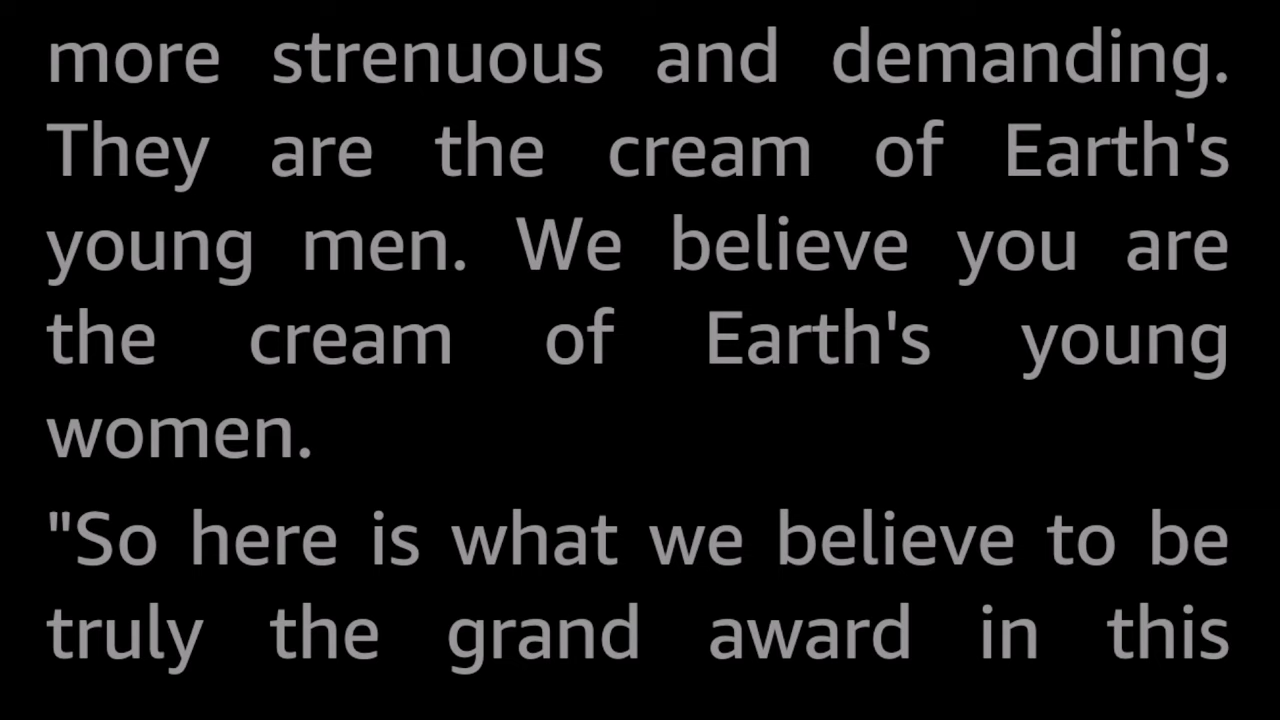 more strenuous and demanding.
They are the cream of Earth's
young men. We believe you are
the cream of Earth's young
women.
"So here is what we believe to be
truly the grand award in this